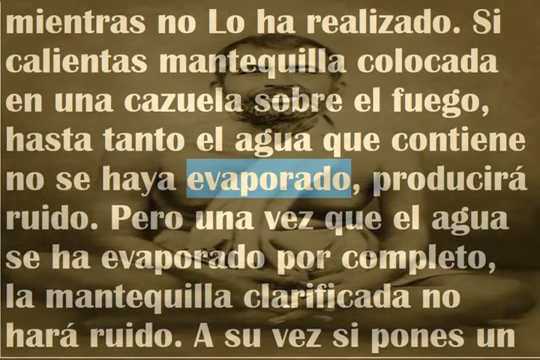 mientras no Lo ha realizado. Si
calientas mantequilla colocada
en una cazuela sobre el fuego,
hasta tanto el agua que contiene
no se haya evaporado, producirá
ruido. Pero una vez que el agua
se ha evaporado por completo,
la mantequilla clarificada no
hará ruido. A su vez si pones un